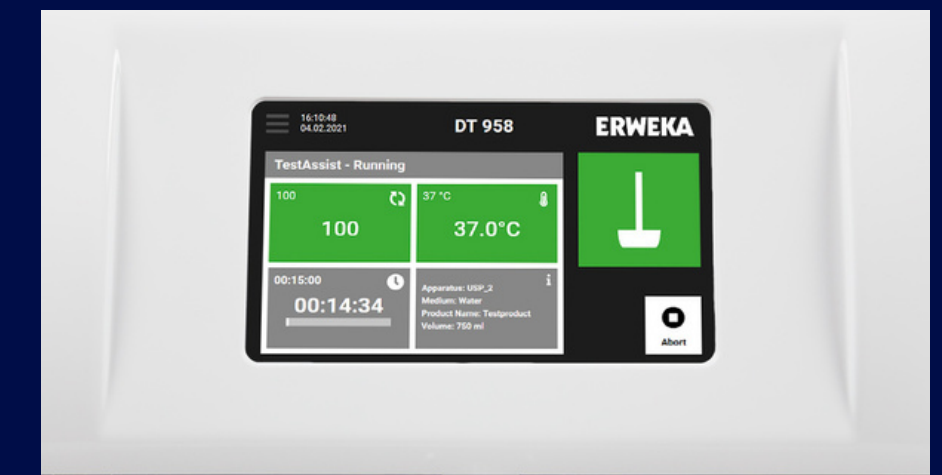 16:10:48
04.02.2021
DT 958
ERWEKA
TestAssist - Running
100
100
37 °C
37.0°C
00:15:00
00:14:34
i
Apparatus: USP_2
Medium: Water
Product Name: Testproduct
Volume: 750 ml
Abort